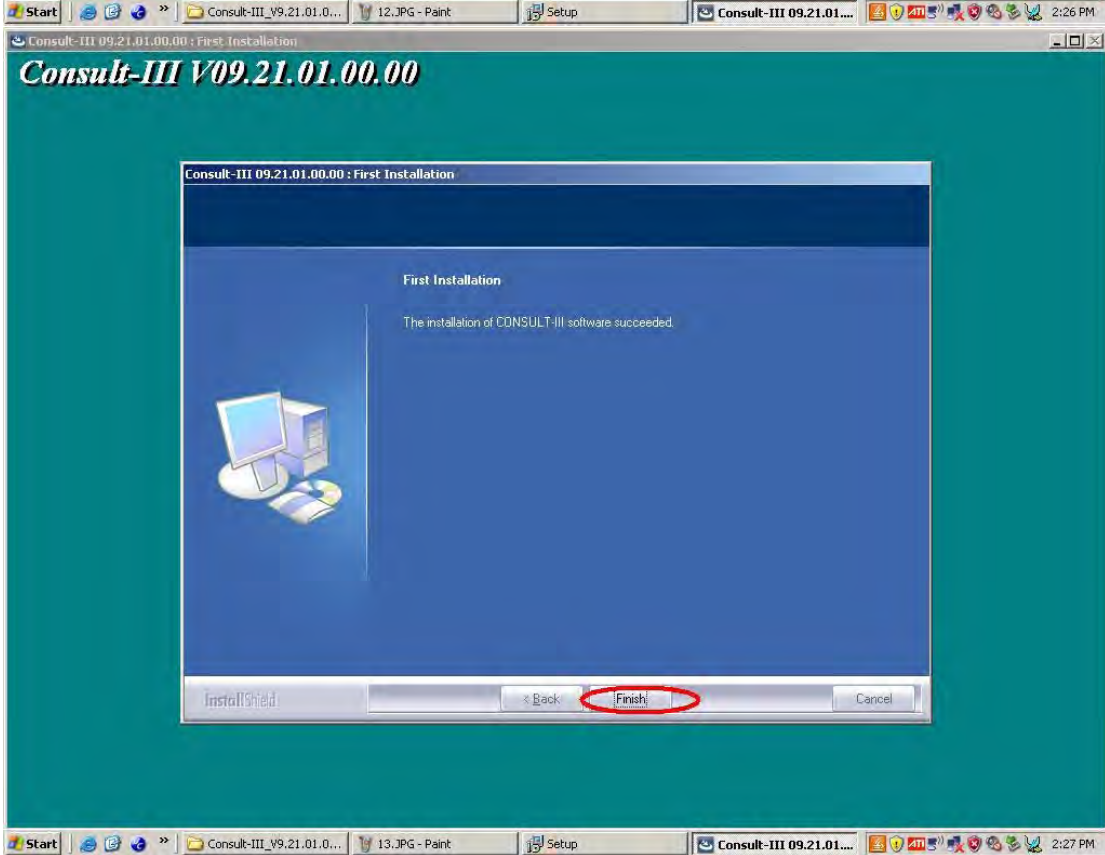 Start » Consult-III_V9.21.01.0... 12.JPG - Paint Setup Consult-III 09.21.01.... ATI 2:26 PM
Consult-III 09.21.01.00.00 : First Installation
Consult-III V09.21.01.00.00
Consult-III 09.21.01.00.00 : First Installation
First Installation
The installation of CONSULT-III software succeeded.
InstallShield < Back Finish Cancel
Start » Consult-III_V9.21.01.0... 13.JPG - Paint Setup Consult-III 09.21.01.... ATI 2:27 PM